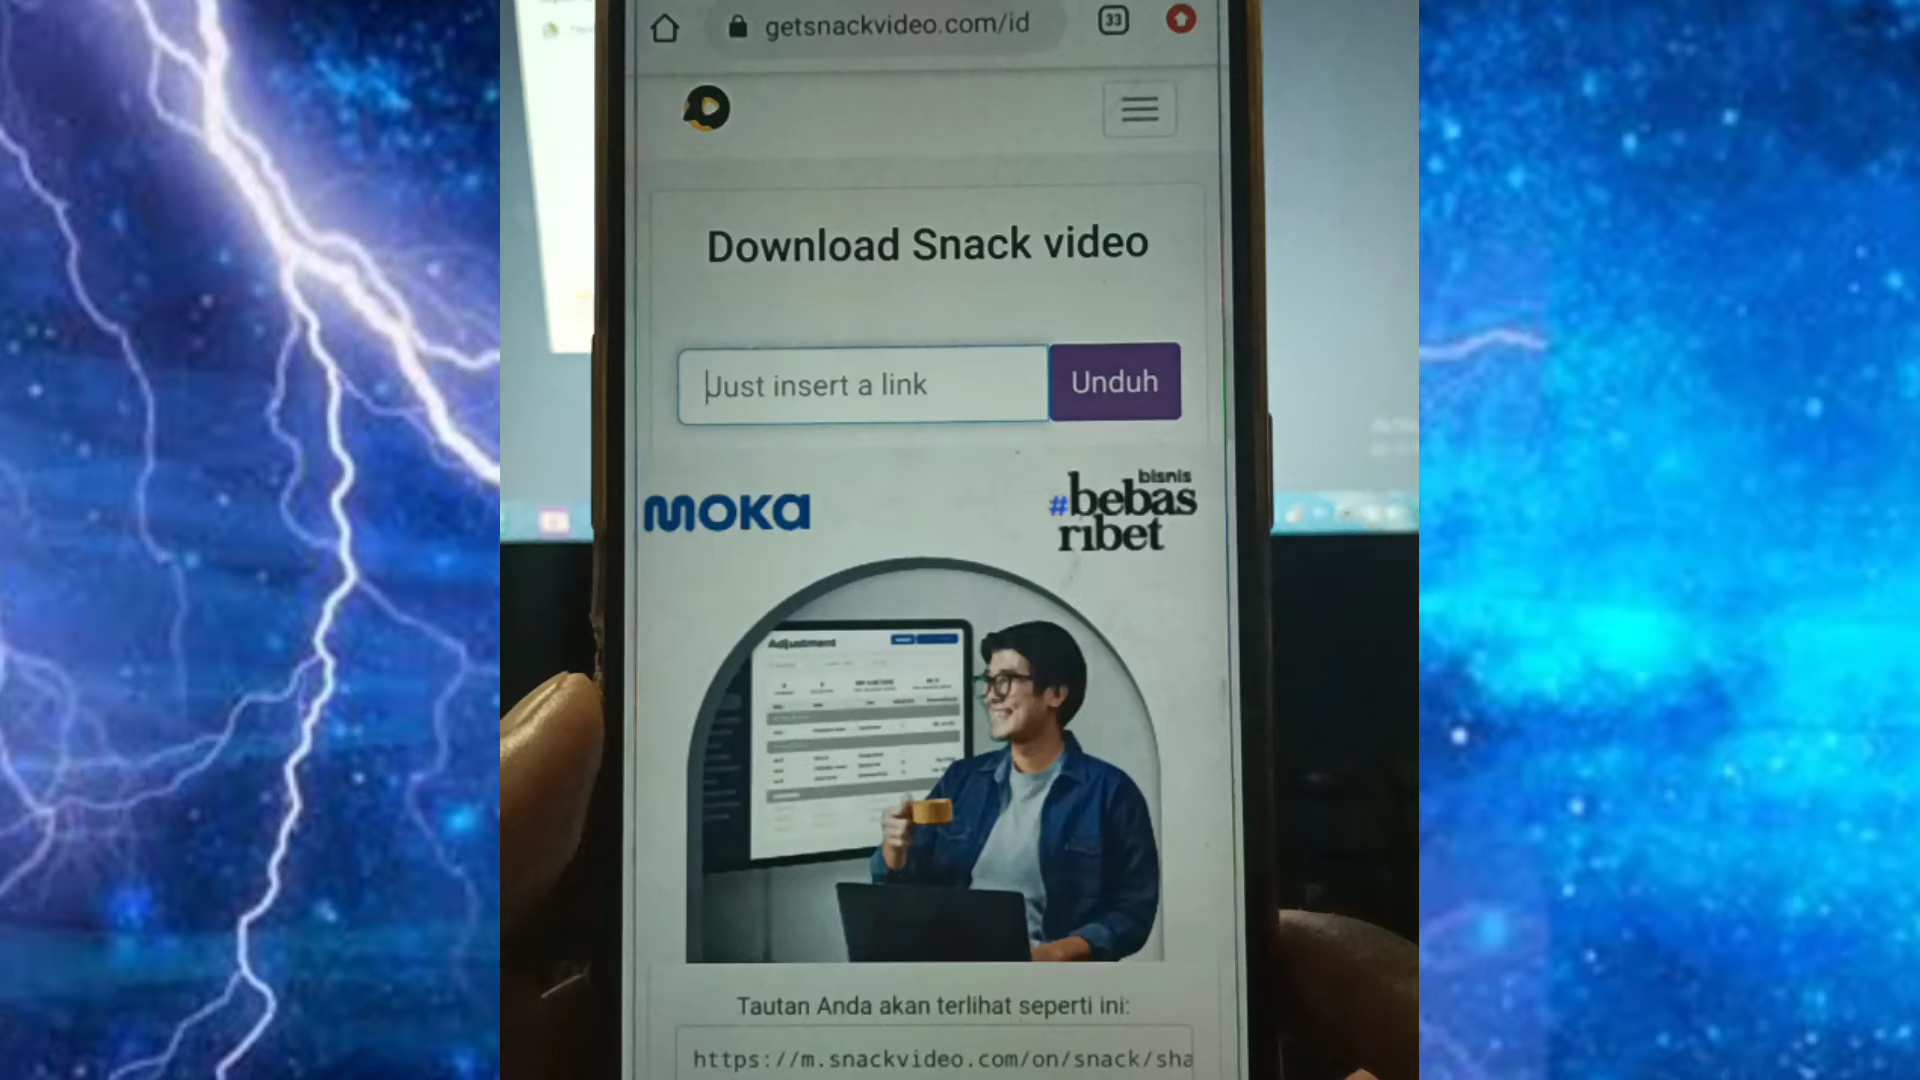 getsnackvideo.com/id
33
Download Snack video
Just insert a link
Unduh
moka
bisnis
#bebas
ribet
Adjustment
Tautan Anda akan terlihat seperti ini:
https://m.snackvideo.com/on/snack/sha